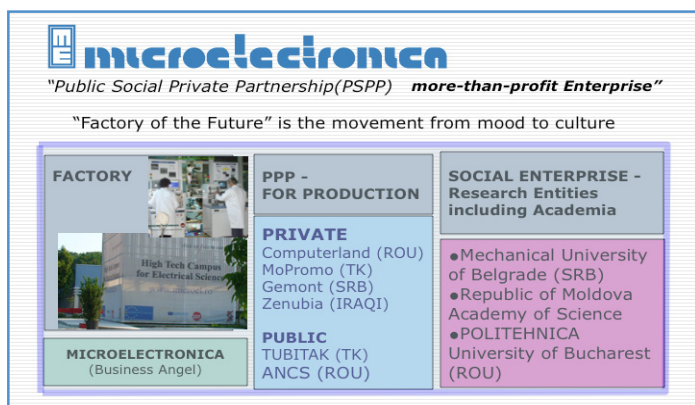 ME
microelectronica
“Public Social Private Partnership(PSPP) more-than-profit Enterprise”
“Factory of the Future” is the movement from mood to culture
FACTORY
High Tech Campus
for Electrical Science
MICROELECTRONICA
(Business Angel)
PPP -
FOR PRODUCTION
PRIVATE
Computerland (ROU)
MoPromo (TK)
Gemont (SRB)
Zenubia (IRAQI)
PUBLIC
TUBITAK (TK)
ANCS (ROU)
SOCIAL ENTERPRISE -
Research Entities
including Academia
●Mechanical University
of Belgrade (SRB)
●Republic of Moldova
Academy of Science
●POLITEHNICA
University of Bucharest
(ROU)